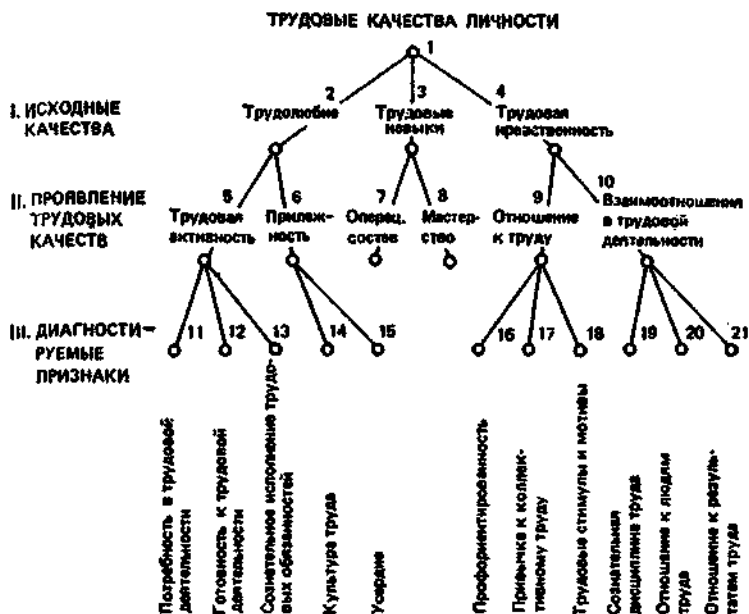 ТРУДОВЫЕ КАЧЕСТВА ЛИЧНОСТИ
1
2
3
4
I. ИСХОДНЫЕ
КАЧЕСТВА
Трудолюбие
Трудовые
навыки
Трудовая
нравственность
II. ПРОЯВЛЕНИЕ
ТРУДОВЫХ
КАЧЕСТВ
5
6
7
8
9
10
Трудовая
активность
Прилеж-
ность
Операц.
состав
Мастер-
ство
Отношение
к труду
Взаимоотношения
в трудовой
деятельности
III. ДИАГНОСТИ-
РУЕМЫЕ
ПРИЗНАКИ
11
12
13
14
15
16
17
18
19
20
21
Потребность в трудовой
деятельности
Готовность к трудовой
деятельности
Сознательное исполнение трудо-
вых обязанностей
Культура труда
Усердие
Профориентированность
Привычка к коллек-
тивному труду
Трудовые стимулы и мотивы
Сознательная
дисциплина труда
Отношение к людям
труда
Отношение к резуль-
татам труда